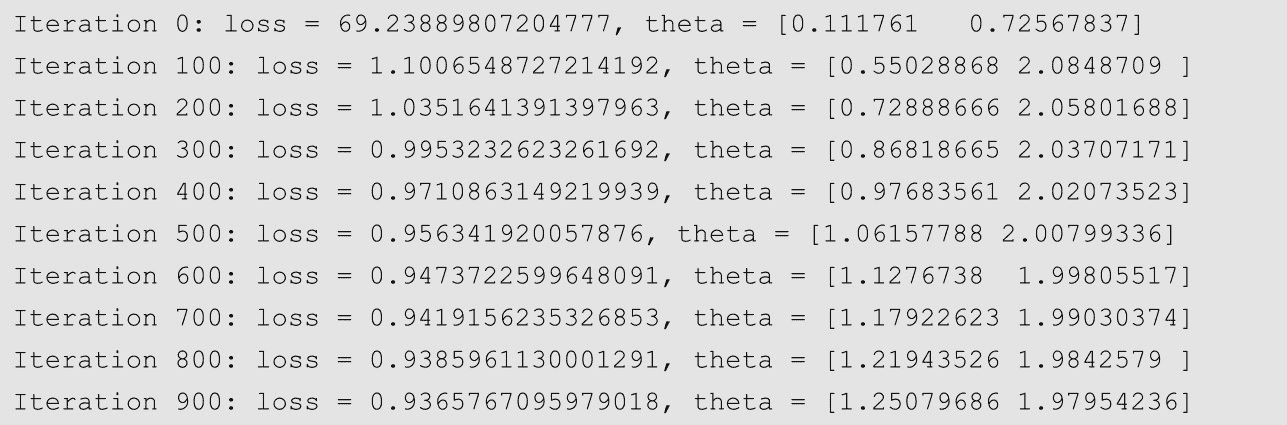 Iteration 0: loss = 69.23889807204777, theta = [0.111761   0.72567837]
Iteration 100: loss = 1.1006548727214192, theta = [0.55028868 2.0848709 ]
Iteration 200: loss = 1.0351641391397963, theta = [0.72888666 2.05801688]
Iteration 300: loss = 0.9953232623261692, theta = [0.86818665 2.03707171]
Iteration 400: loss = 0.9710863149219939, theta = [0.97683561 2.02073523]
Iteration 500: loss = 0.956341920057876, theta = [1.06157788 2.00799336]
Iteration 600: loss = 0.9473722599648091, theta = [1.1276738  1.99805517]
Iteration 700: loss = 0.9419156235326853, theta = [1.17922623 1.99030374]
Iteration 800: loss = 0.9385961130001291, theta = [1.21943526 1.9842579 ]
Iteration 900: loss = 0.9365767095979018, theta = [1.25079686 1.97954236]